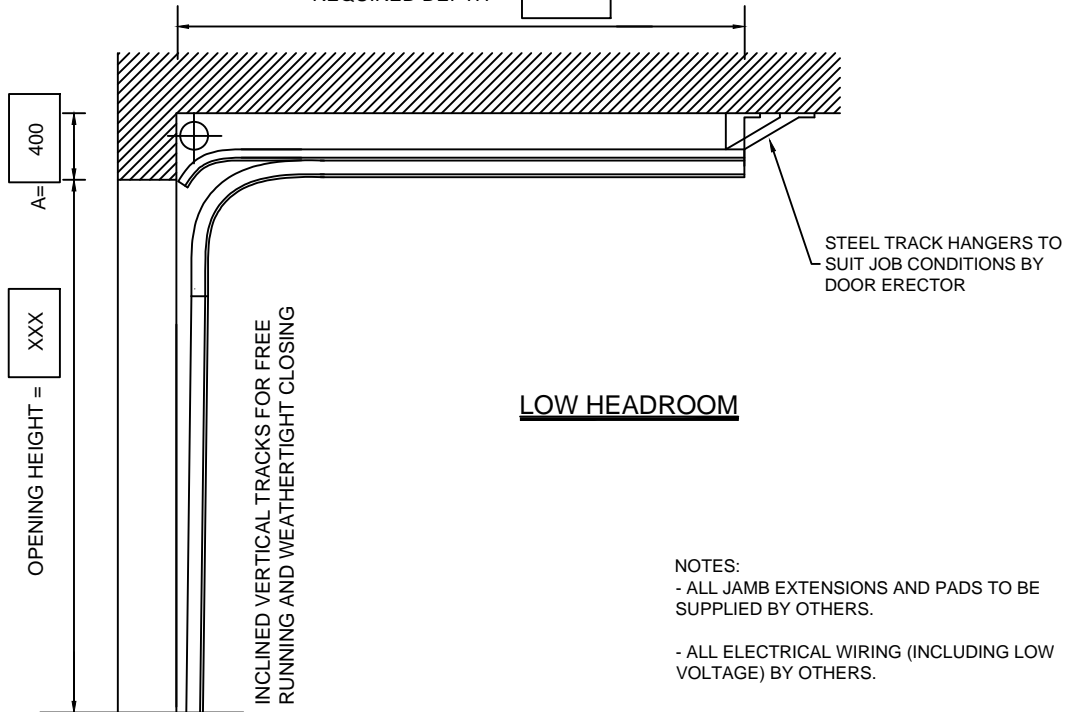 A= 400
OPENING HEIGHT = XXX
INCLINED VERTICAL TRACKS FOR FREE
RUNNING AND WEATHERTIGHT CLOSING
STEEL TRACK HANGERS TO
SUIT JOB CONDITIONS BY
DOOR ERECTOR
LOW HEADROOM
NOTES:
- ALL JAMB EXTENSIONS AND PADS TO BE
SUPPLIED BY OTHERS.
- ALL ELECTRICAL WIRING (INCLUDING LOW
VOLTAGE) BY OTHERS.